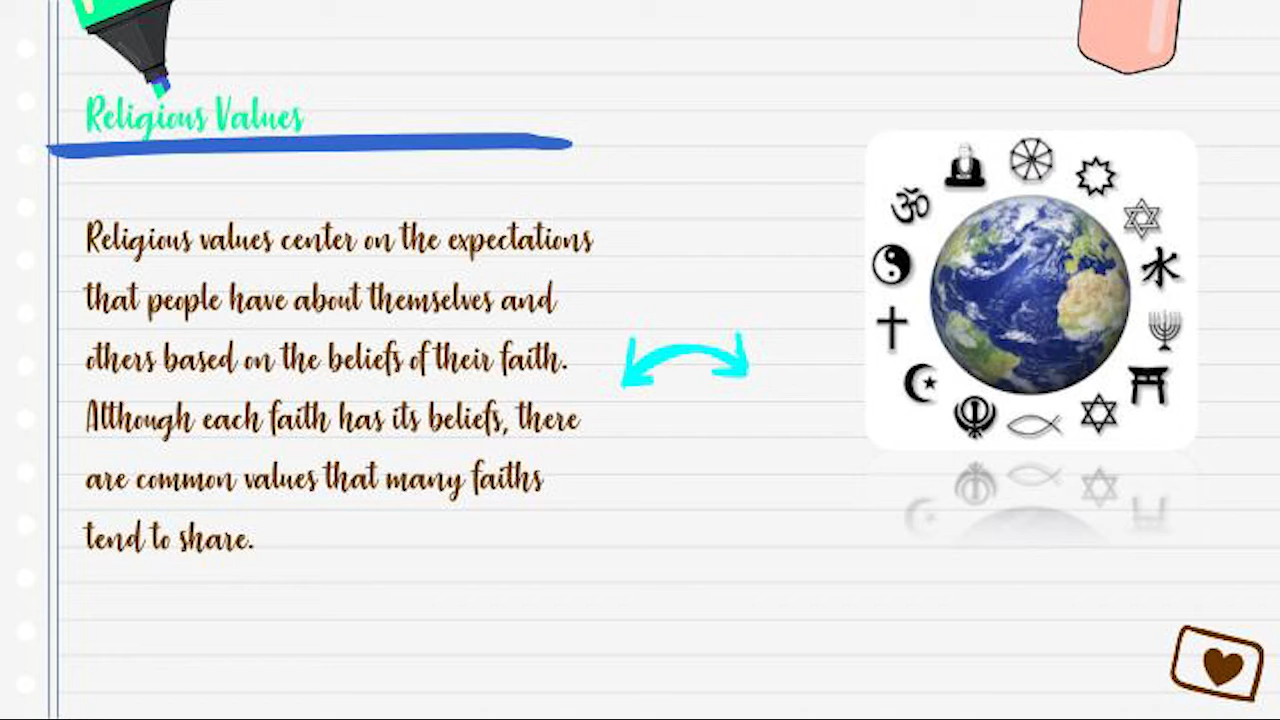 Religious Values
Religious values center on the expectations
that people have about themselves and
others based on the beliefs of their faith.
Although each faith has its beliefs, there
are common values that many faiths
tend to share.